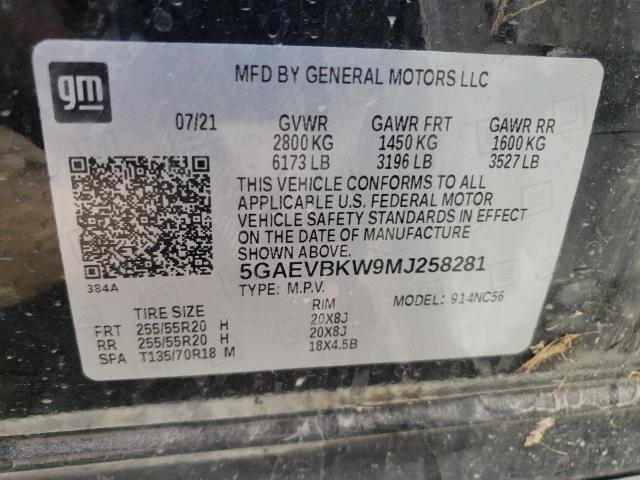 gm
MFD BY GENERAL MOTORS LLC
07/21 GVWR GAWR FRT GAWR RR
2800 KG 1450 KG 1600 KG
6173 LB 3196 LB 3527 LB
THIS VEHICLE CONFORMS TO ALL
APPLICABLE U.S. FEDERAL MOTOR
VEHICLE SAFETY STANDARDS IN EFFECT
ON THE DATE OF MANUFACTURE
SHOWN ABOVE.
384A
5GAEVBKW9MJ258281
TYPE: M.P.V. MODEL: 914NC56
TIRE SIZE RIM
FRT 255/55R20 H 20X8J
RR 255/55R20 H 20X8J
SPA T135/70R18 M 18X4.5B